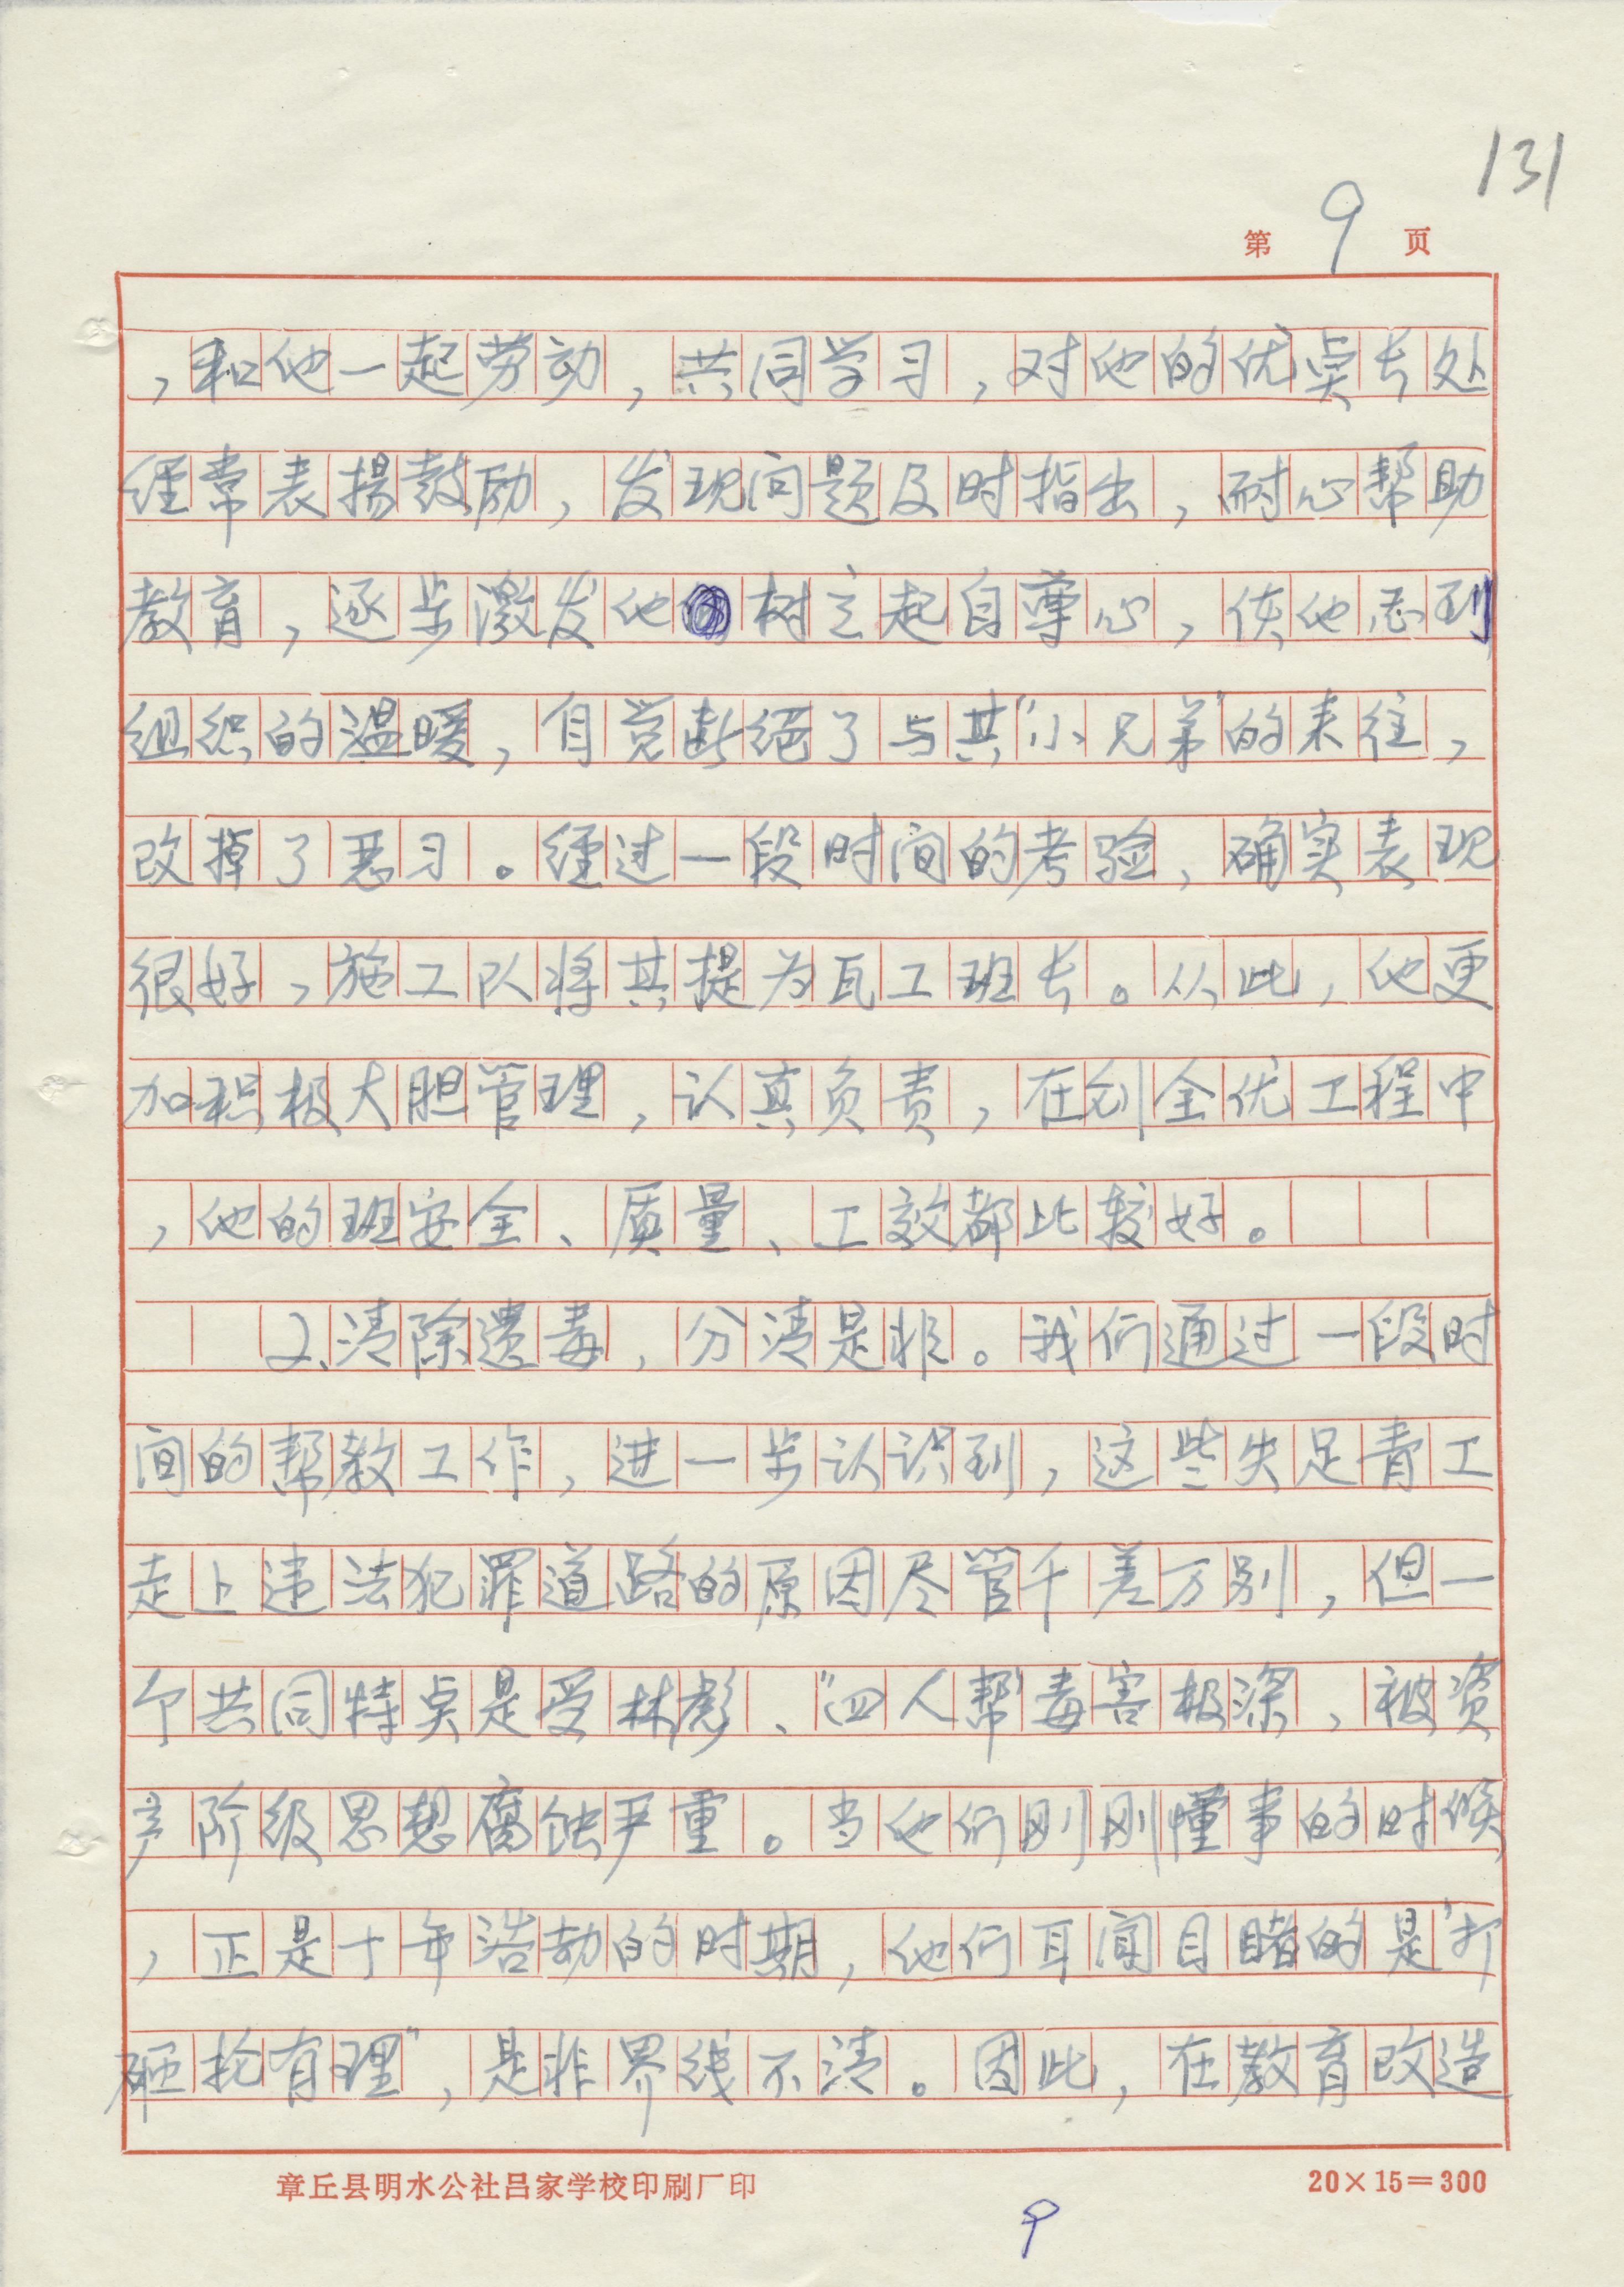 131
第 9 页
，和他一起劳动，共同学习，对他的优点长处
经常表揚鼓励，发现问题及时指出，耐心帮助
教育，逐步激发他树立起自尊心，使他感到
组织的温暖，自觉断绝了与其“小兄弟”的来往，
改掉了恶习。经过一段时间的考验，确实表现
很好，施工队将其提为瓦工班长。从此，他更
加积极大胆管理，认真负责，在创全优工程中
，他的班安全、质量、工效都比较好。
2、清除遗毒，分清是非。我们通过一段时
间的帮教工作，进一步认识到，这些失足青工
走上违法犯罪道路的原因尽管千差万别，但一
个共同特点是受林彪、“四人帮”毒害极深，被资
产阶级思想腐蚀严重。当他们刚刚懂事的时候
，正是十年浩劫的时期，他们耳闻目睹的是“打
砸抢有理”，是非界线不清。因此，在教育改造
章丘县明水公社吕家学校印刷厂印
20×15=300
9